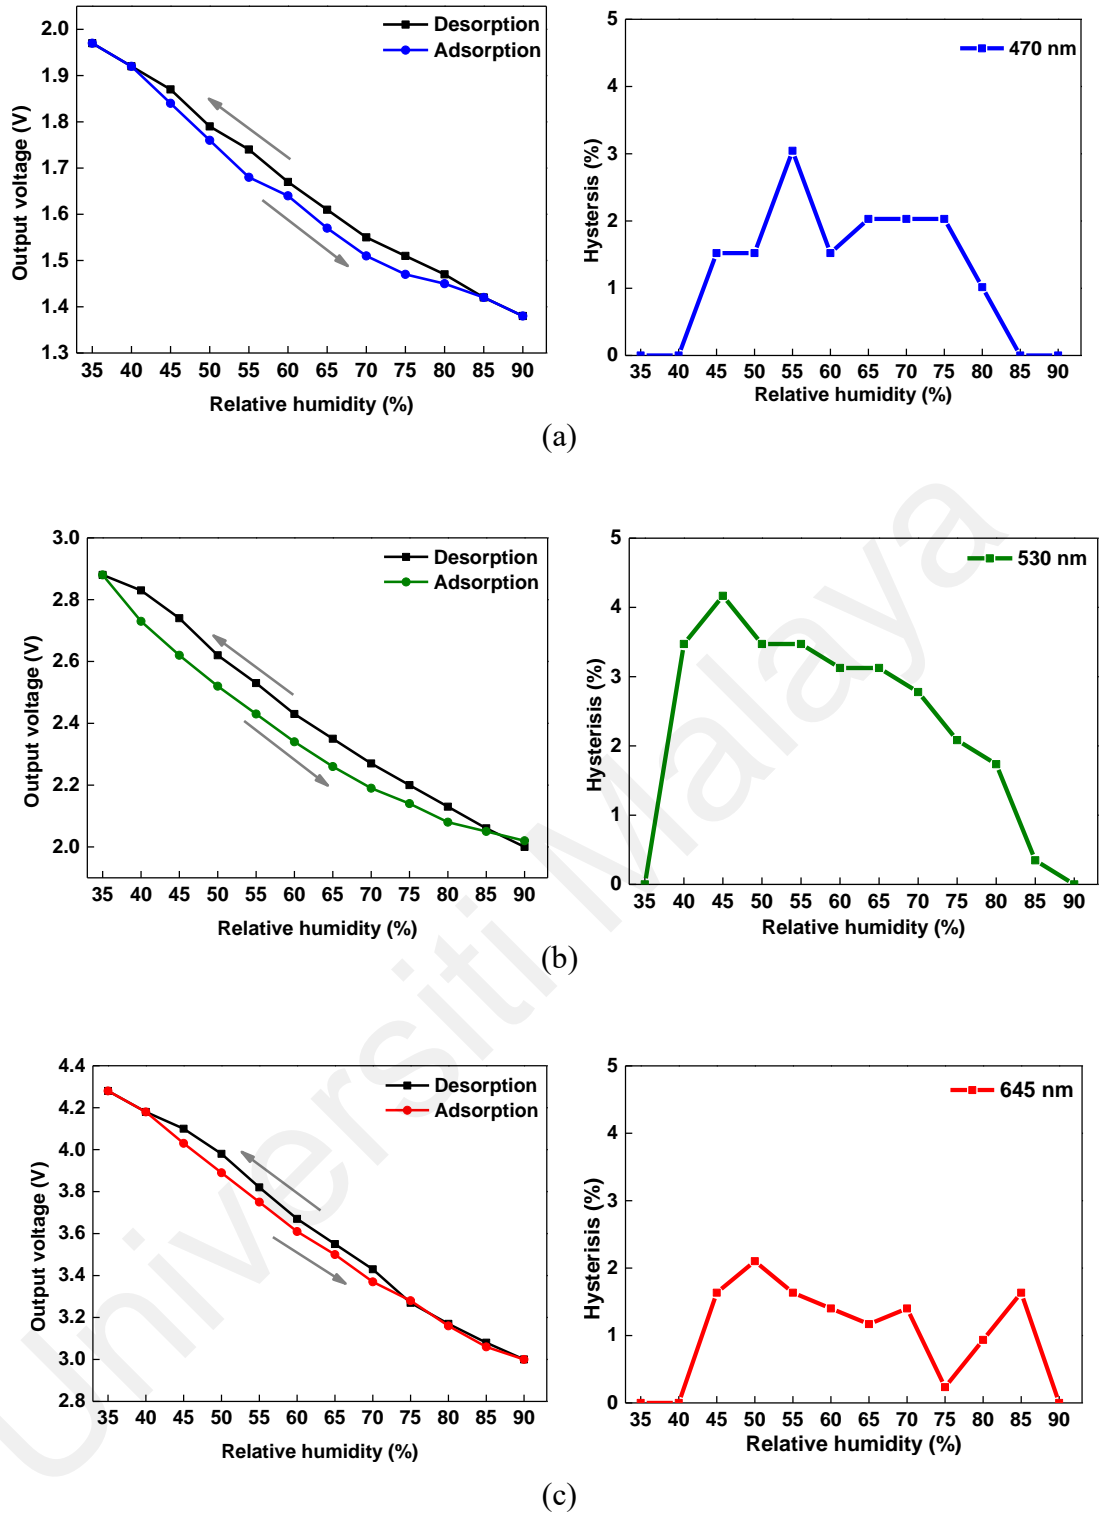 Desorption
Adsorption
Output voltage (V)
2.0
1.9
1.8
1.7
1.6
1.5
1.4
1.3
35 40 45 50 55 60 65 70 75 80 85 90
Relative humidity (%)
470 nm
Hystersis (%)
5
4
3
2
1
0
35 40 45 50 55 60 65 70 75 80 85 90
Relative humidity (%)
(a)
Desorption
Adsorption
Output voltage (V)
3.0
2.8
2.6
2.4
2.2
2.0
35 40 45 50 55 60 65 70 75 80 85 90
Relative humidity (%)
530 nm
Hysterisis (%)
5
4
3
2
1
0
35 40 45 50 55 60 65 70 75 80 85 90
Relative humidity (%)
(b)
Desorption
Adsorption
Output voltage (V)
4.4
4.2
4.0
3.8
3.6
3.4
3.2
3.0
2.8
35 40 45 50 55 60 65 70 75 80 85 90
Relative humidity (%)
645 nm
Hysterisis (%)
5
4
3
2
1
0
35 40 45 50 55 60 65 70 75 80 85 90
Relative humidity (%)
(c)
Universiti Malaya